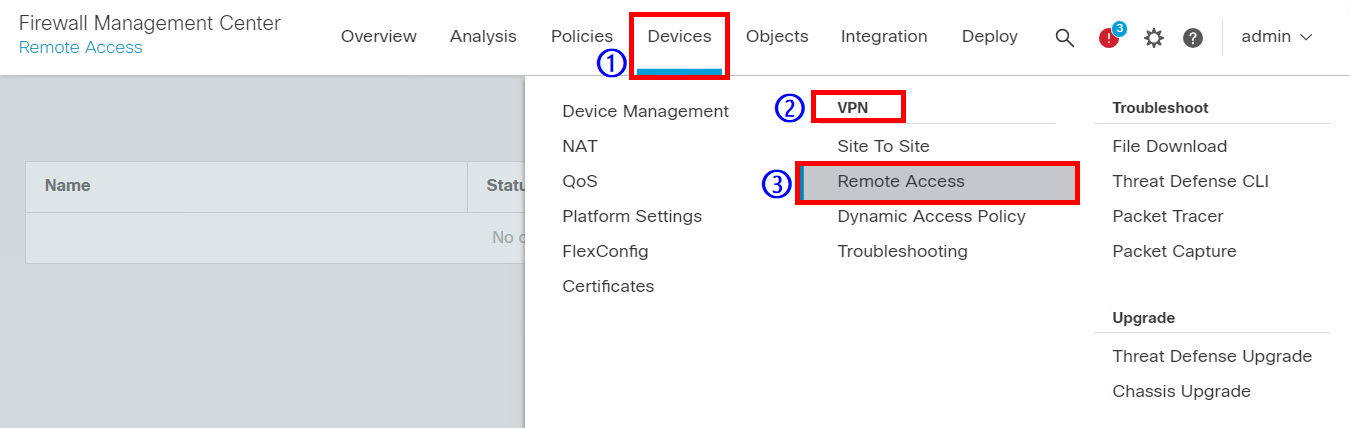 Firewall Management Center
Remote Access
Overview Analysis Policies Devices Objects Integration Deploy 3 admin
1
Name Statu
No c
Device Management
NAT
QoS
Platform Settings
FlexConfig
Certificates
2 VPN
Site To Site
3 Remote Access
Dynamic Access Policy
Troubleshooting
Troubleshoot
File Download
Threat Defense CLI
Packet Tracer
Packet Capture
Upgrade
Threat Defense Upgrade
Chassis Upgrade